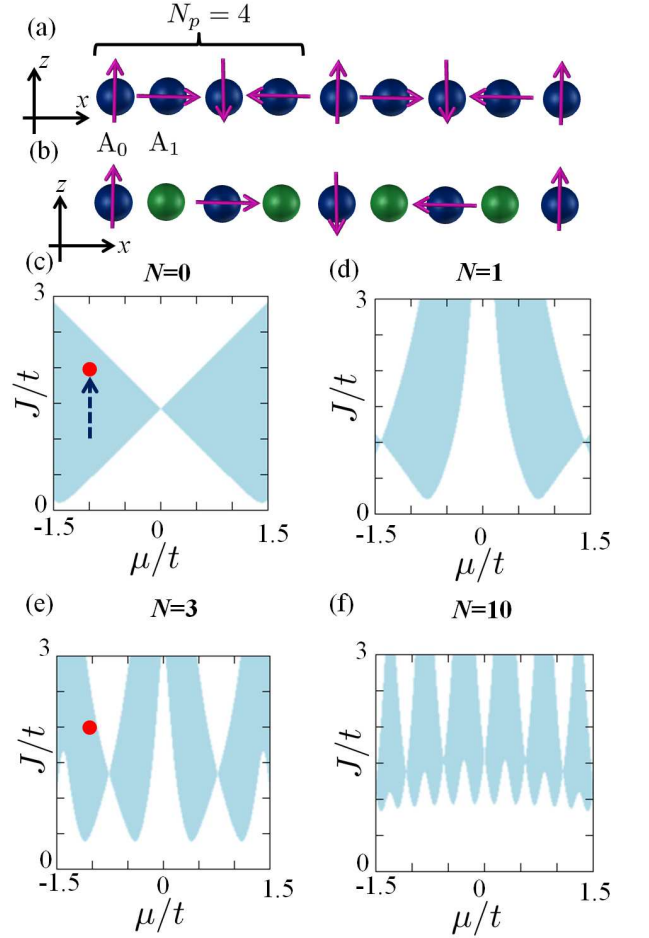 (a)
N_p = 4
z
x
A_0 A_1
(b)
z
x
(c) N=0
3
J/t
0
-1.5 0 1.5
μ/t
(d) N=1
3
J/t
0
-1.5 0 1.5
μ/t
(e) N=3
3
J/t
0
-1.5 0 1.5
μ/t
(f) N=10
3
J/t
0
-1.5 0 1.5
μ/t